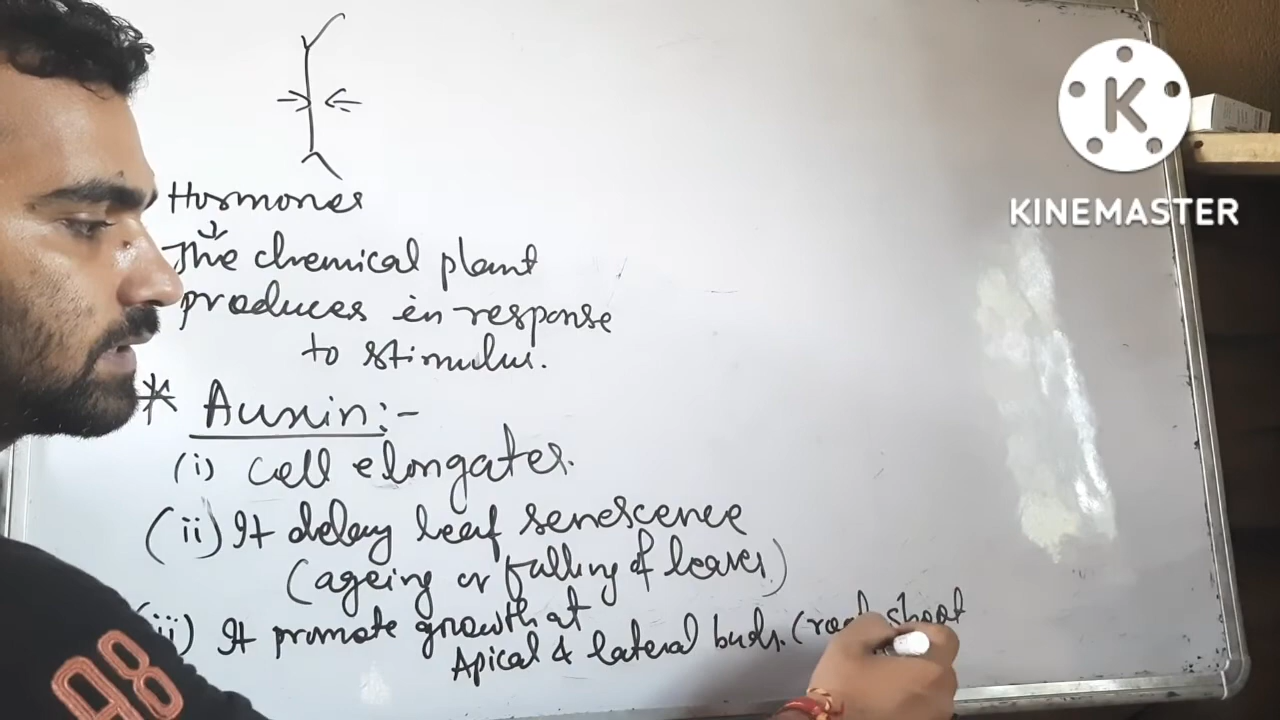 K
KINEMASTER
Hormones
The chemical plant
produces in response
to stimulus.
* Auxin:-
(i) Cell elongates.
(ii) It delay leaf senescence
(ageing or falling of leaves)
It promote growth at
Apical & lateral buds. (root shoot
A8